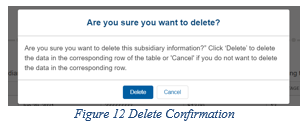 Are you sure you want to delete?
Are you sure you want to delete this subsidiary information?" Click 'Delete' to delete
the data in the corresponding row of the table or 'Cancel' if you do not want to delete
the data in the corresponding row.
Delete Cancel
Figure 12 Delete Confirmation